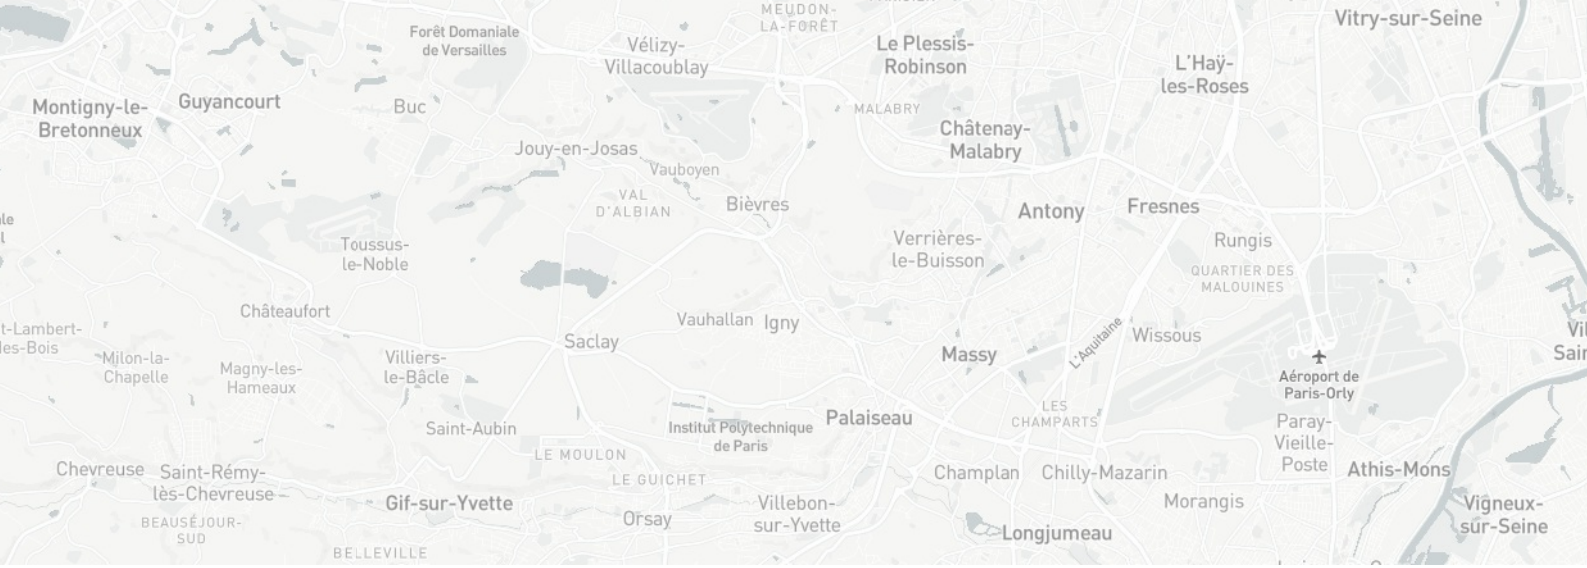 MEUDON-
LA-FORÊT
Vitry-sur-Seine
Forêt Domaniale
de Versailles
Vélizy-
Villacoublay
Le Plessis-
Robinson
L'Haÿ-
les-Roses
Montigny-le-
Bretonneux
Guyancourt
Buc
MALABRY
Châtenay-
Malabry
Jouy-en-Josas
Vauboyen
VAL
D'ALBIAN
Bièvres
Antony
Fresnes
Toussus-
le-Noble
Verrières-
le-Buisson
Rungis
QUARTIER DES
MALOUINES
Châteaufort
t-Lambert-
des-Bois
Vauhallan
Igny
Saclay
L'Aquitaine
Wissous
Milon-la-
Chapelle
Magny-les-
Hameaux
Villiers-
le-Bâcle
Massy
Aéroport de
Paris-Orly
Saint-Aubin
Institut Polytechnique
de Paris
Palaiseau
LES
CHAMPARTS
Paray-
Vieille-
Poste
LE MOULON
Chevreuse
Saint-Rémy-
lès-Chevreuse
LE GUICHET
Champlan
Chilly-Mazarin
Athis-Mons
Gif-sur-Yvette
Villebon-
sur-Yvette
Morangis
Vigneux-
sur-Seine
BEAUSÉJOUR-
SUD
Orsay
Longjumeau
BELLEVILLE